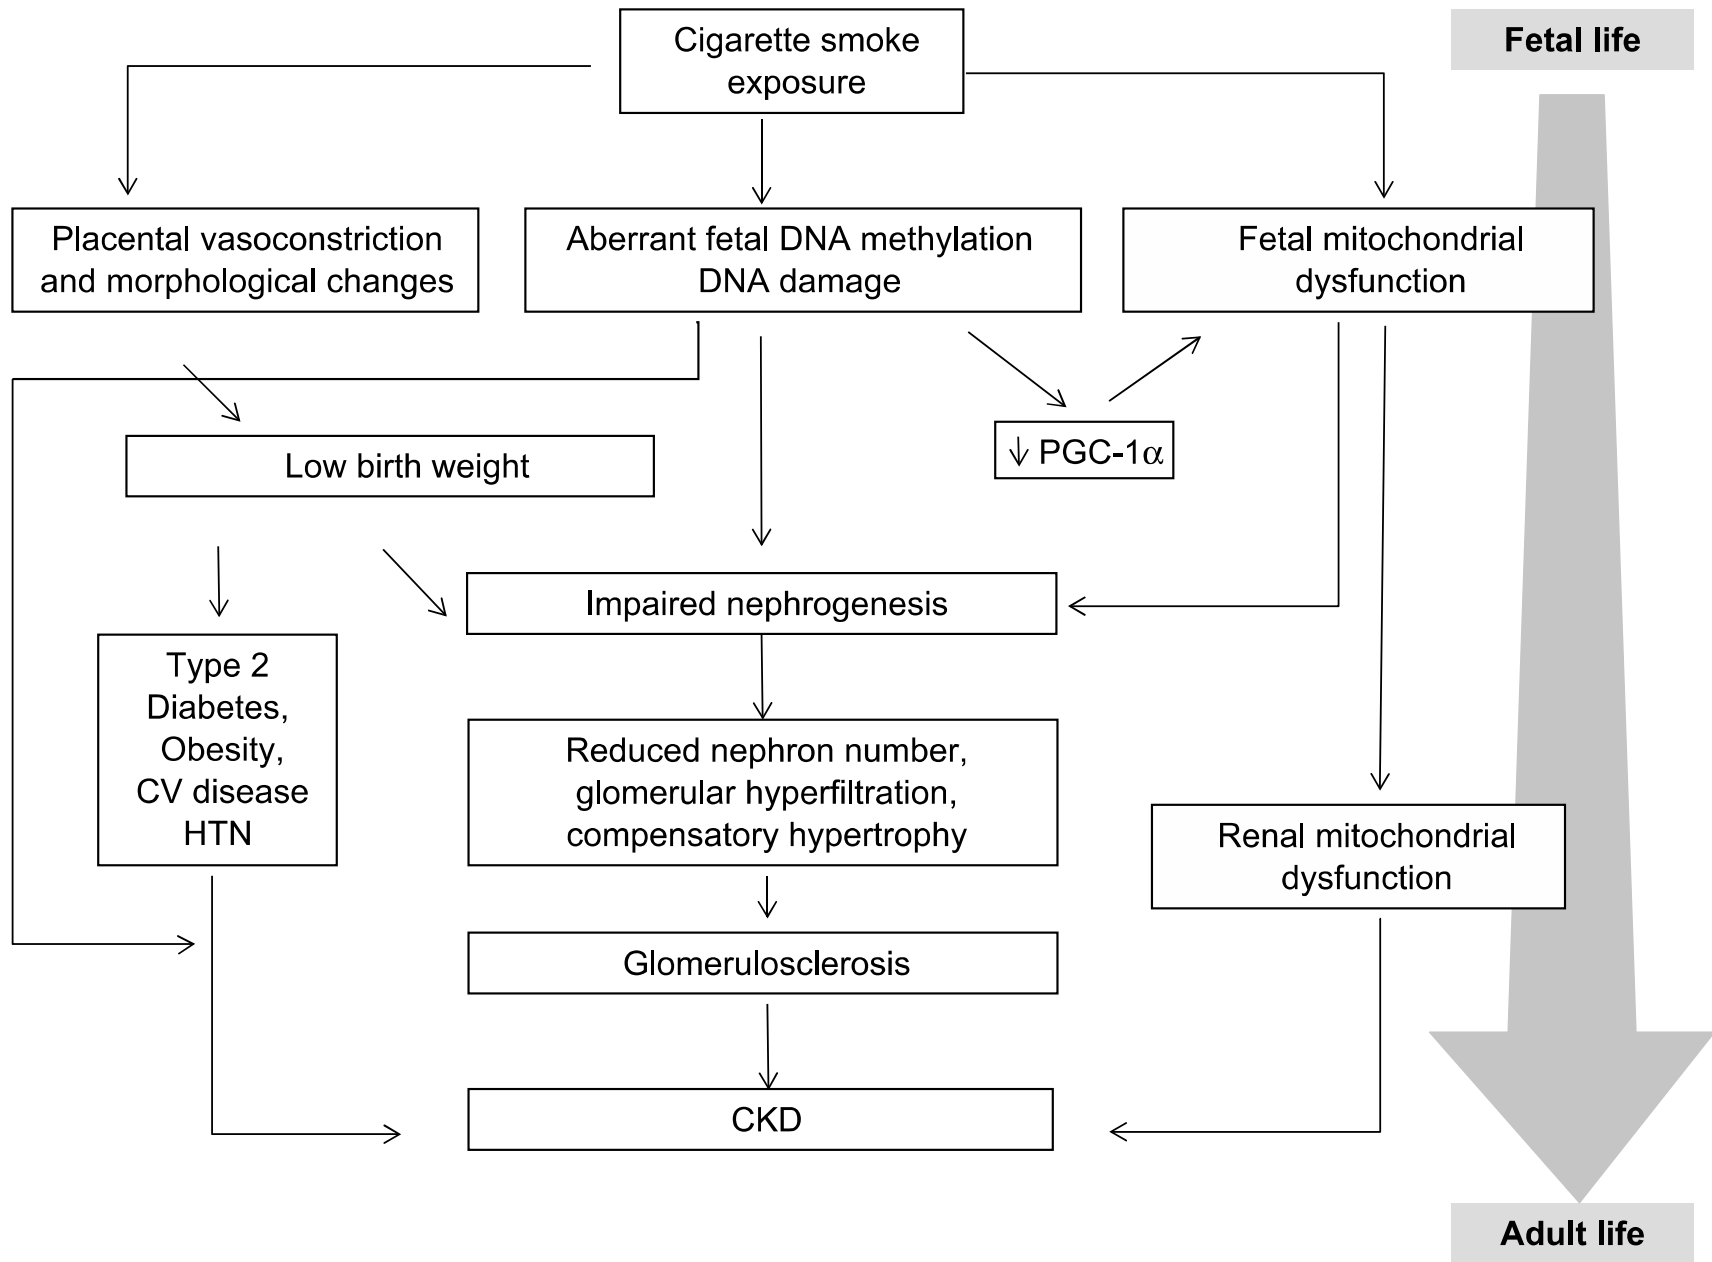 Cigarette smoke
exposure
Fetal life
Placental vasoconstriction
and morphological changes
Aberrant fetal DNA methylation
DNA damage
Fetal mitochondrial
dysfunction
Low birth weight
↓ PGC-1α
Impaired nephrogenesis
Type 2
Diabetes,
Obesity,
CV disease
HTN
Reduced nephron number,
glomerular hyperfiltration,
compensatory hypertrophy
Renal mitochondrial
dysfunction
Glomerulosclerosis
CKD
Adult life